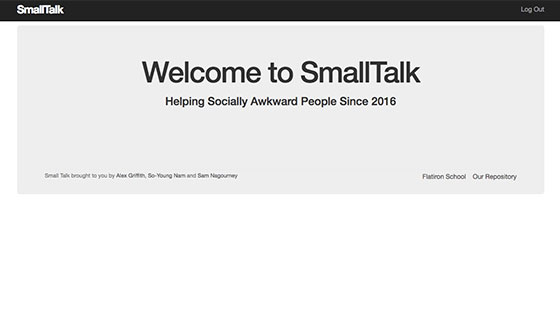 SmallTalk
Log Out
Welcome to SmallTalk
Helping Socially Awkward People Since 2016
Small Talk brought to you by Alex Griffith, So-Young Nam and Sam Nagourney
Flatiron School Our Repository